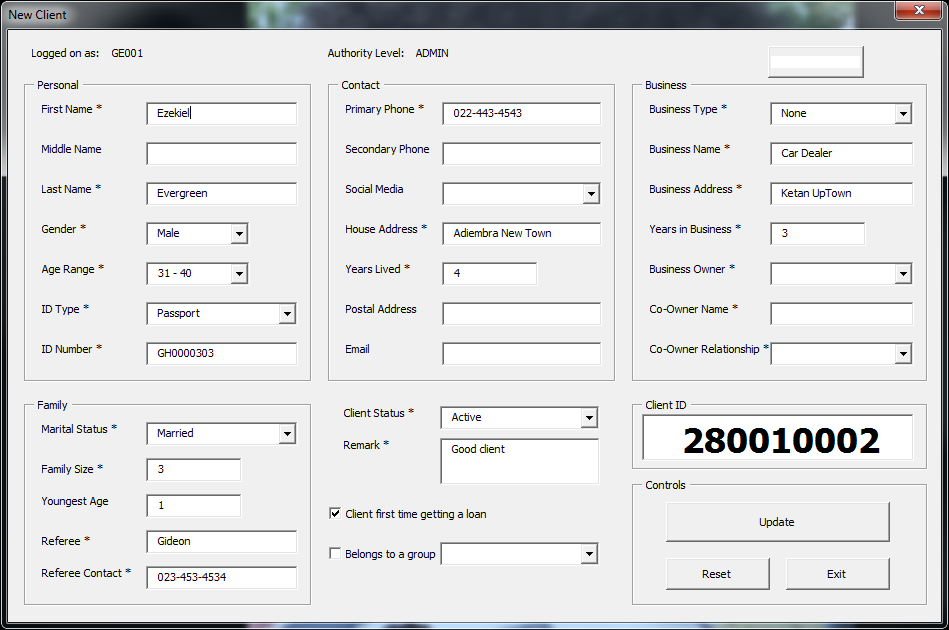 New Client
Logged on as: GE001
Authority Level: ADMIN
Personal
First Name * Ezekiel
Middle Name
Last Name * Evergreen
Gender * Male
Age Range * 31 - 40
ID Type * Passport
ID Number * GH0000303
Contact
Primary Phone * 022-443-4543
Secondary Phone
Social Media
House Address * Adiembra New Town
Years Lived * 4
Postal Address
Email
Business
Business Type * None
Business Name * Car Dealer
Business Address * Ketan UpTown
Years in Business * 3
Business Owner *
Co-Owner Name *
Co-Owner Relationship *
Family
Marital Status * Married
Family Size * 3
Youngest Age 1
Referee * Gideon
Referee Contact * 023-453-4534
Client Status * Active
Remark * Good client
Client first time getting a loan
Belongs to a group
Client ID
280010002
Controls
Update
Reset
Exit